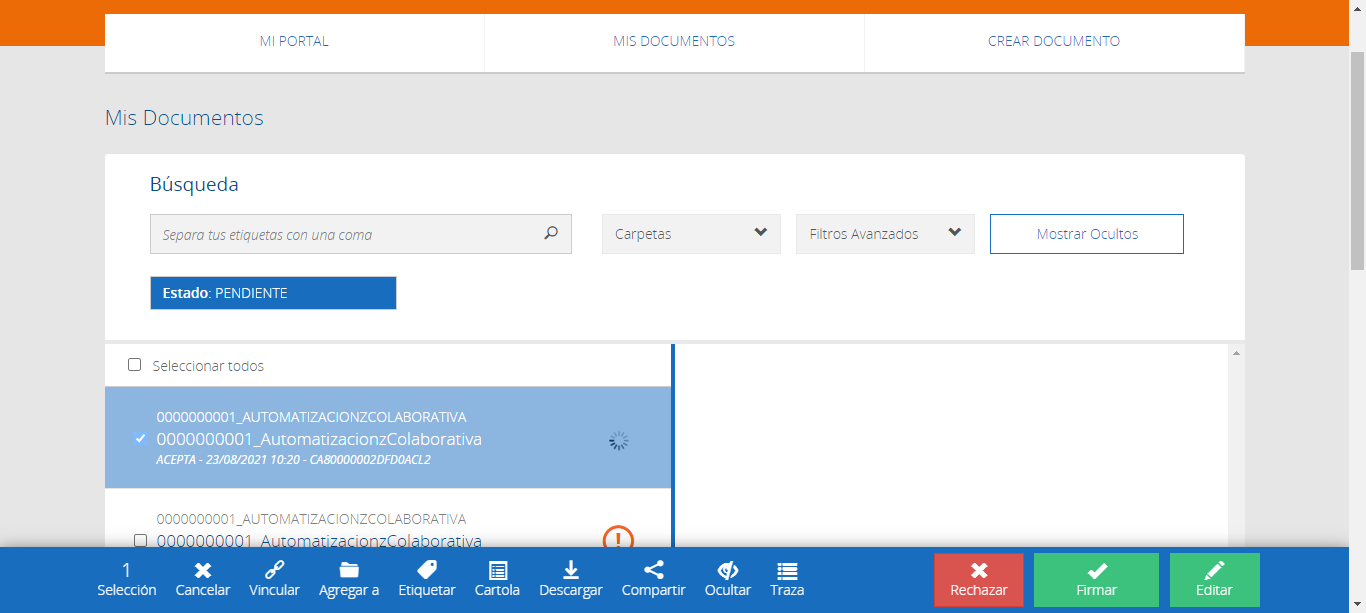 MI PORTAL
MIS DOCUMENTOS
CREAR DOCUMENTO
Mis Documentos
Búsqueda
Separa tus etiquetas con una coma
Carpetas
Filtros Avanzados
Mostrar Ocultos
Estado: PENDIENTE
Seleccionar todos
0000000001_AUTOMATIZACIONZCOLABORATIVA
0000000001_AutomatizacionzColaborativa
ACEPTA - 23/08/2021 10:20 - CA80000002DFD0ACL2
0000000001_AUTOMATIZACIONZCOLABORATIVA
0000000001_AutomatizacionzColaborativa
1
Selección
Cancelar
Vincular
Agregar a
Etiquetar
Cartola
Descargar
Compartir
Ocultar
Traza
Rechazar
Firmar
Editar